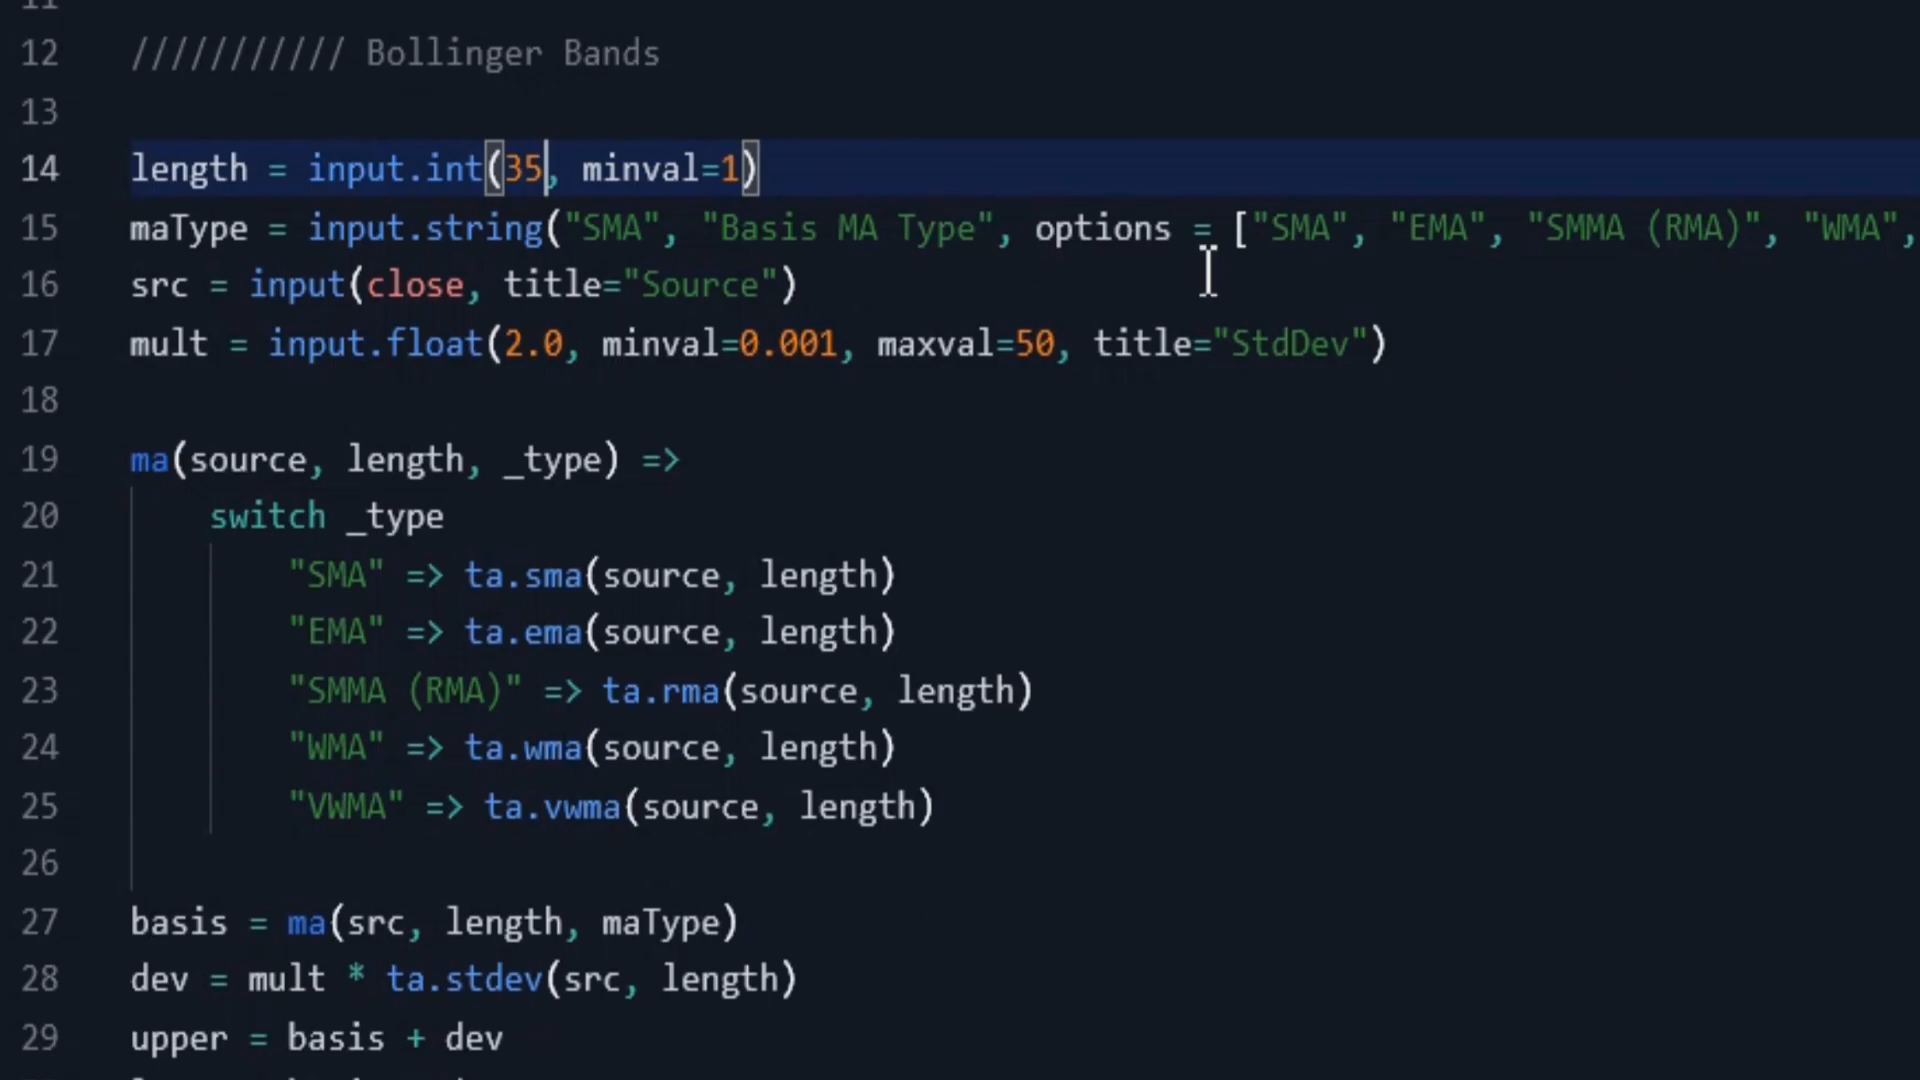 11
12 /////////// Bollinger Bands
13
14 length = input.int(35, minval=1)
15 maType = input.string("SMA", "Basis MA Type", options = ["SMA", "EMA", "SMMA (RMA)", "WMA",
16 src = input(close, title="Source")
17 mult = input.float(2.0, minval=0.001, maxval=50, title="StdDev")
18
19 ma(source, length, _type) =>
20 switch _type
21 "SMA" => ta.sma(source, length)
22 "EMA" => ta.ema(source, length)
23 "SMMA (RMA)" => ta.rma(source, length)
24 "WMA" => ta.wma(source, length)
25 "VWMA" => ta.vwma(source, length)
26
27 basis = ma(src, length, maType)
28 dev = mult * ta.stdev(src, length)
29 upper = basis + dev